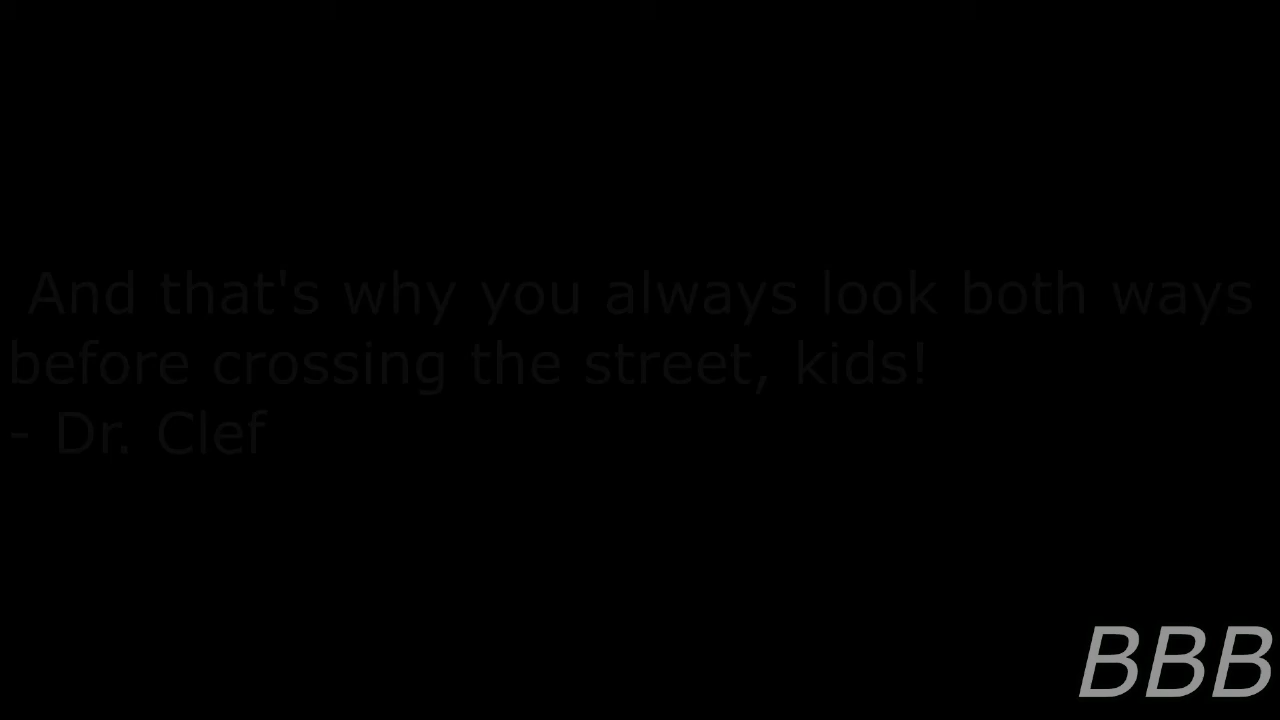 And that's why you always look both ways
before crossing the street, kids!
- Dr. Clef
BBB